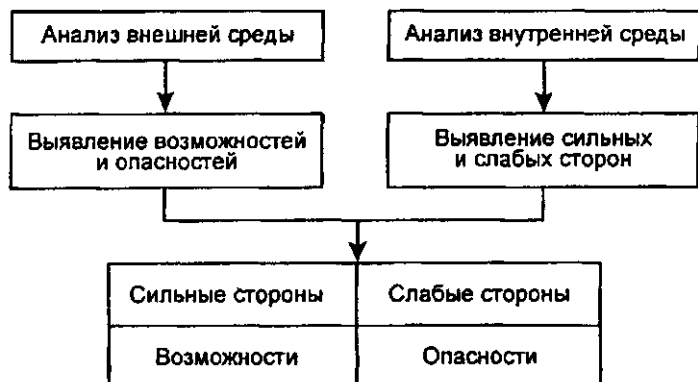 Анализ внешней среды
Анализ внутренней среды
Выявление возможностей
и опасностей
Выявление сильных
и слабых сторон
Сильные стороны
Слабые стороны
Возможности
Опасности